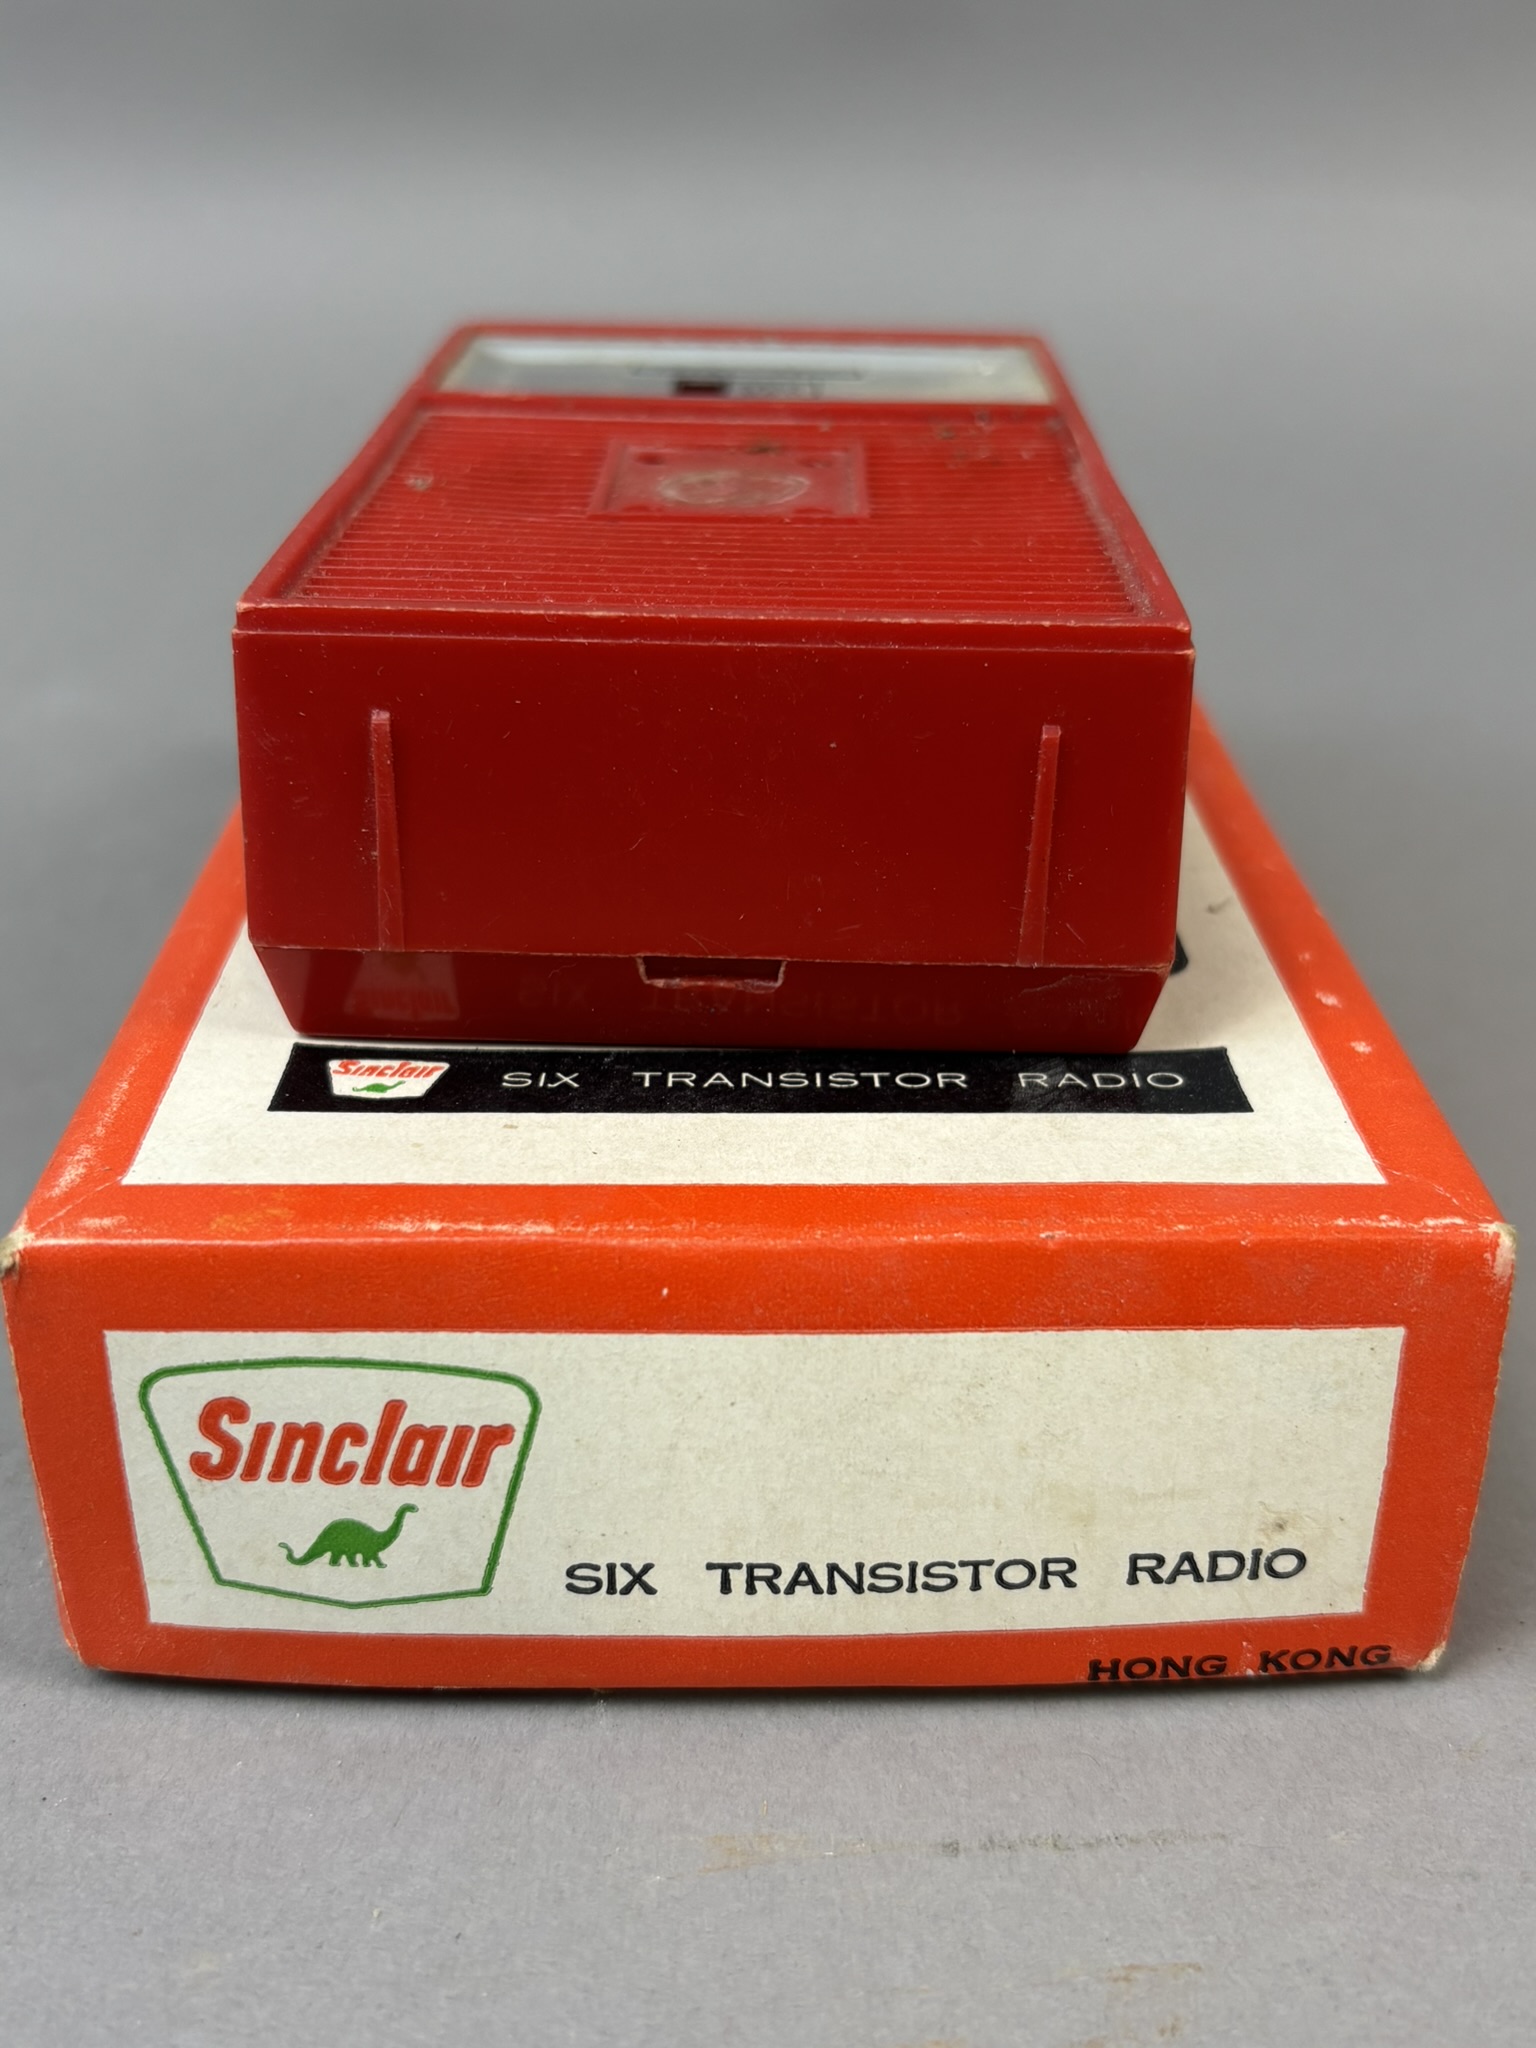 Sinclair
SIX TRANSISTOR RADIO
Sinclair
SIX TRANSISTOR RADIO
HONG KONG